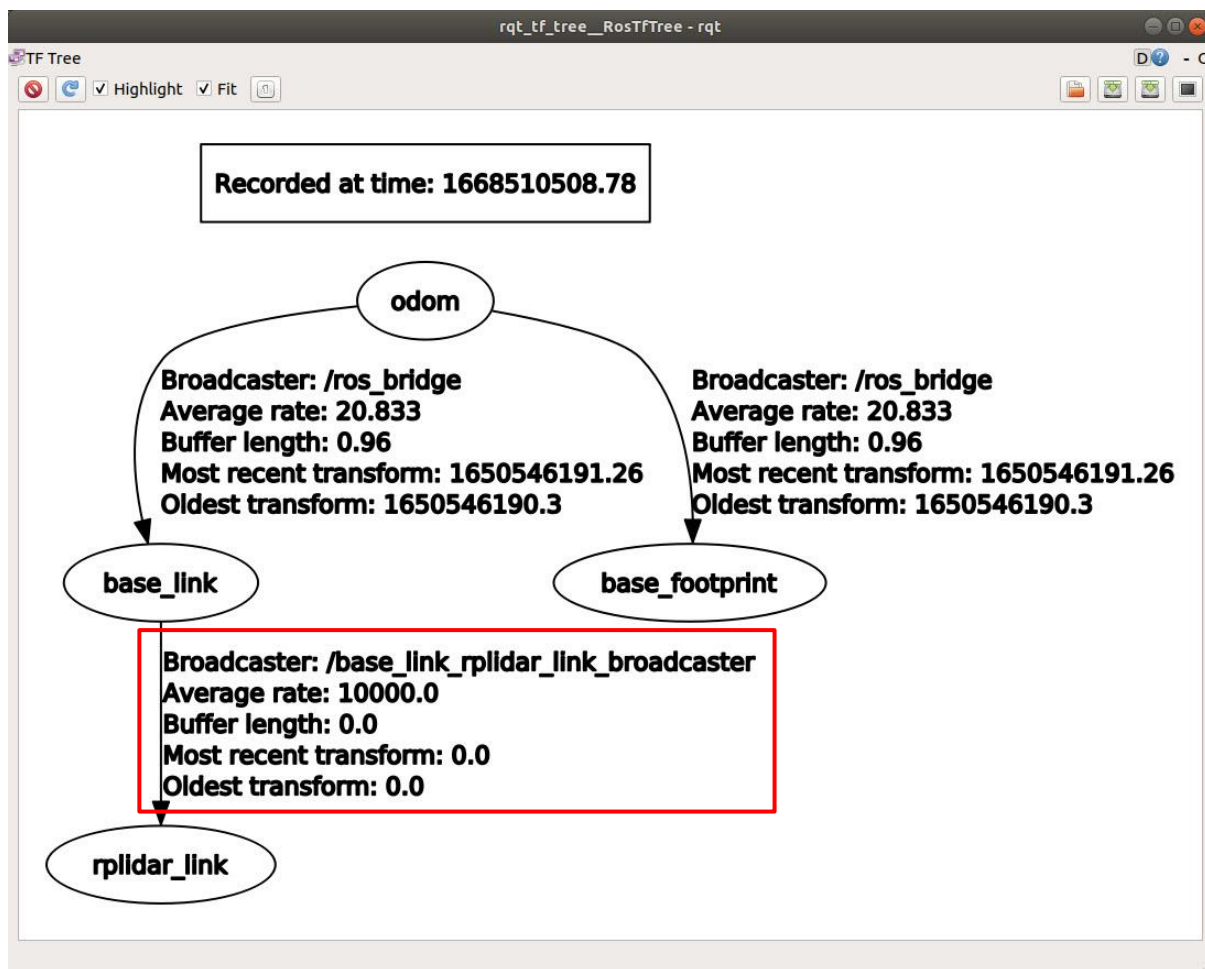 rqt_tf_tree__RosTfTree - rqt
TF Tree
D ? - C
Highlight Fit
Recorded at time: 1668510508.78
odom
Broadcaster: /ros_bridge
Average rate: 20.833
Buffer length: 0.96
Most recent transform: 1650546191.26
Oldest transform: 1650546190.3
Broadcaster: /ros_bridge
Average rate: 20.833
Buffer length: 0.96
Most recent transform: 1650546191.26
Oldest transform: 1650546190.3
base_link
base_footprint
Broadcaster: /base_link_rplidar_link_broadcaster
Average rate: 10000.0
Buffer length: 0.0
Most recent transform: 0.0
Oldest transform: 0.0
rplidar_link